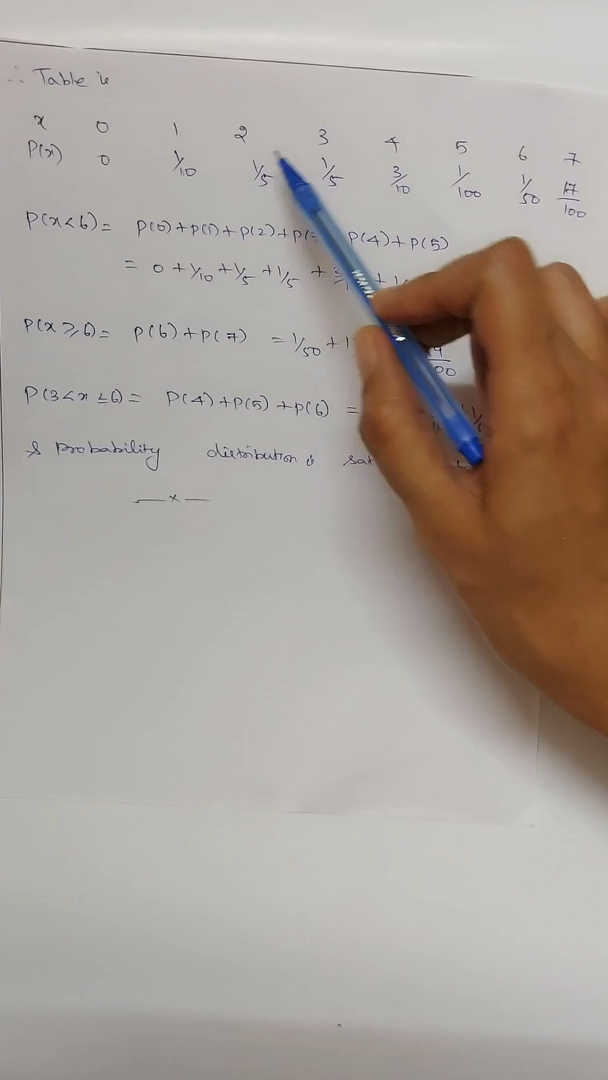 ∴ Table is
x 0 1 2 3 4 5 6 7
P(x) 0 1/10 1/5 1/5 3/10 1/100 1/50 17/100
P(x<6) = P(0)+P(1)+P(2)+P( P(4)+P(5)
= 0 + 1/10 + 1/5 + 1/5 + +
P(x ≥ 6) = P(6)+P(7) = 1/50 + 1
P(3<x≤6) = P(4)+P(5)+P(6) =
& probability distribution is
— x —